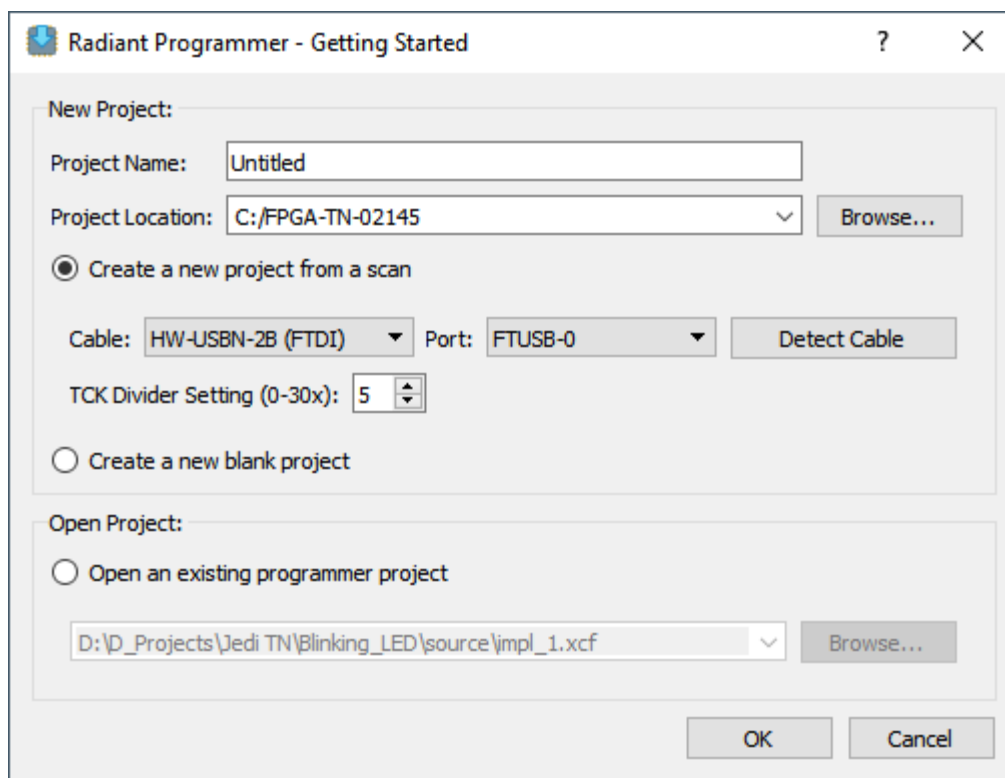 Radiant Programmer - Getting Started ?
New Project:
Project Name: Untitled
Project Location: C:/FPGA-TN-02145 Browse...
Create a new project from a scan
Cable: HW-USBN-2B (FTDI) Port: FTUSB-0 Detect Cable
TCK Divider Setting (0-30x): 5
Create a new blank project
Open Project:
Open an existing programmer project
D:\D_Projects\Jedi TN\Blinking_LED\source\impl_1.xcf Browse...
OK Cancel